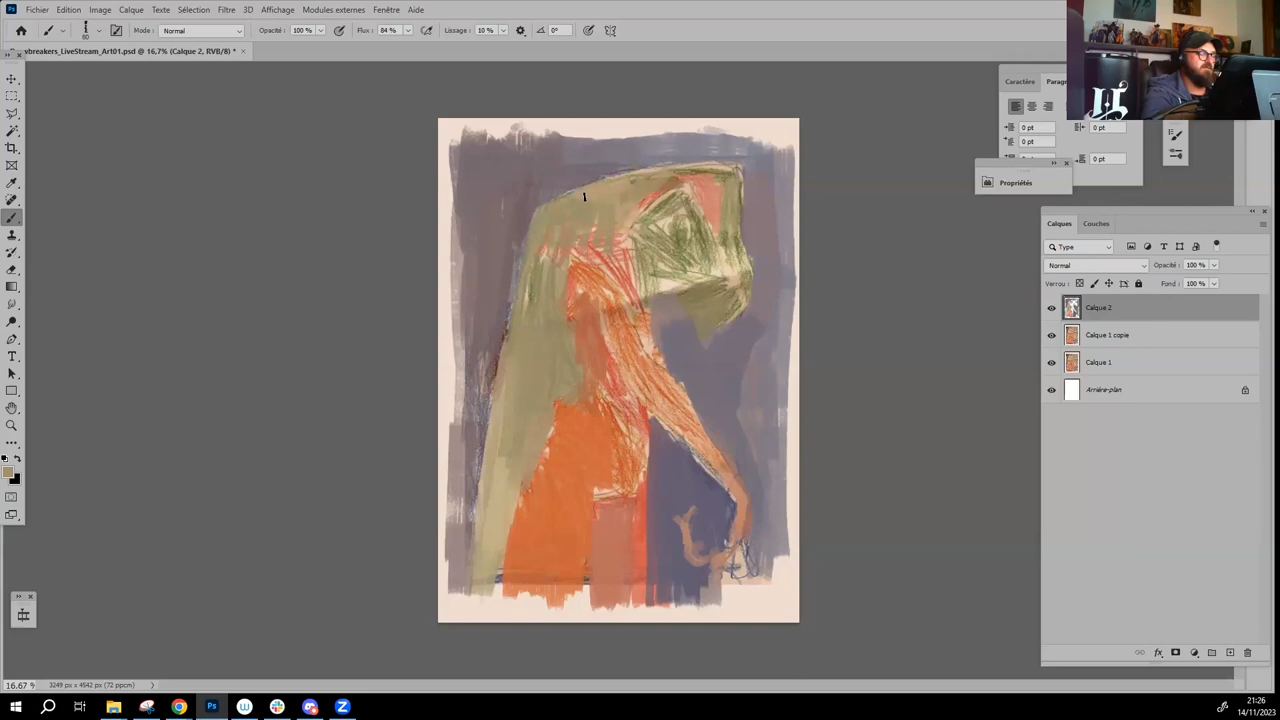 Fichier Edition Image Calque Texte Sélection Filtre 3D Affichage Modules externes Fenêtre Aide
60 Mode : Normal Opacité : 100 % Flux : 84 % Lissage : 10 % 0°
ybreakers_LiveStream_Art01.psd @ 16,7% (Calque 2, RVB/8) *
Caractère Parag
0 pt 0 pt
0 pt
0 pt
Propriétés
Calques Couches
Type
Normal Opacité : 100 %
Verrou : Fond : 100 %
Calque 2
Calque 1 copie
Calque 1
Arrière-plan
fx
16.67 % 3249 px x 4542 px (72 ppcm)
21:26
14/11/2023